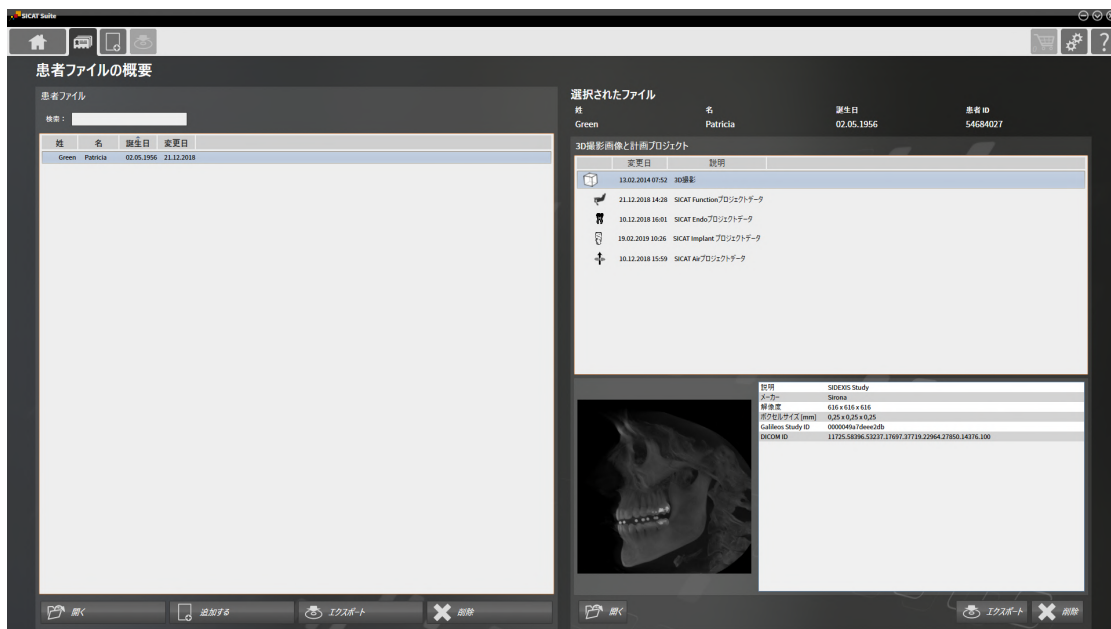 SICAT Suite
?
患者ファイルの概要
患者ファイル
検索：
姓 名 誕生日 変更日
Green Patricia 02.05.1956 21.12.2018
開く 追加する エクスポート 削除
選択されたファイル
姓 名 誕生日 患者 ID
Green Patricia 02.05.1956 54684027
3D撮影画像と計画プロジェクト
変更日 説明
13.02.2014 07:52 3D撮影
21.12.2018 14:28 SICAT Functionプロジェクトデータ
10.12.2018 16:01 SICAT Endoプロジェクトデータ
19.02.2019 10:26 SICAT Implant プロジェクトデータ
10.12.2018 15:59 SICAT Airプロジェクトデータ
説明 SIDEXIS Study
メーカー Sirona
解像度 616 x 616 x 616
ボクセルサイズ [mm] 0,25 x 0,25 x 0,25
Galileos Study ID 0000049a7deee2db
DICOM ID 11725.58396.53237.17697.37719.22964.27850.14376.100
開く エクスポート 削除